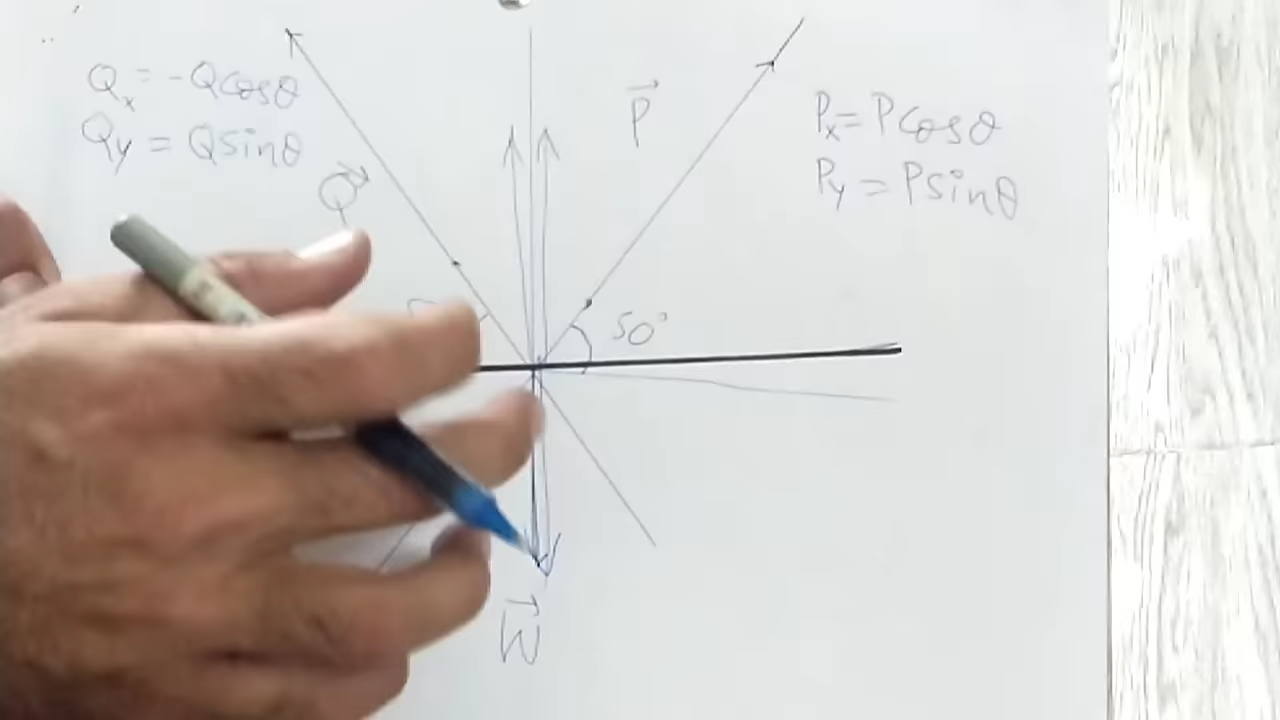 Qx = -Qcosθ
Qy = Qsinθ
Q
P
Px = Pcosθ
Py = Psinθ
50°
W